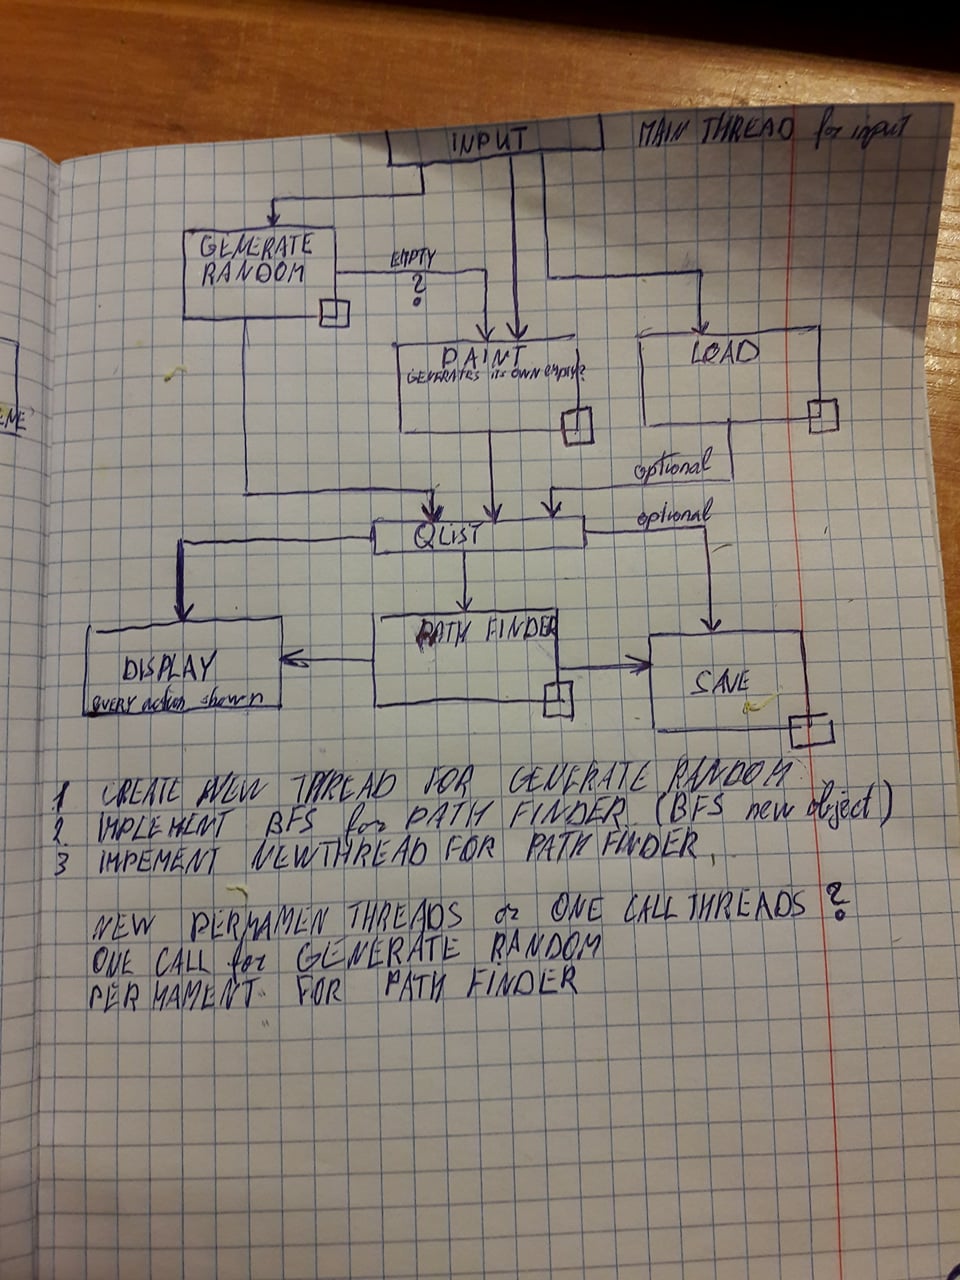 INPUT
MAIN THREAD for input
GENERATE
RANDOM
EMPTY
?
PAINT
GENERATES its OWN empty?
LOAD
optional
optional
QLIST
PATH FINDER
DISPLAY
EVERY action shown
SAVE
1 CREATE NEW THREAD FOR GENERATE RANDOM
2 IMPLEMENT BFS for PATH FINDER (BFS new object)
3 IMPEMENT NEW THREAD FOR PATH FINDER.
NEW PERMAMEN THREADS or ONE CALL THREADS ?
ONE CALL for GENERATE RANDOM
PERMAMENT FOR PATH FINDER